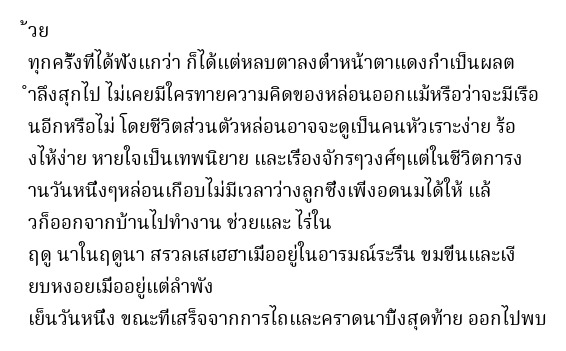 ้วย
ทุกครั้งที่ได้ฟังแกว่า ก็ได้แต่หลบตาลงต่ำหน้าตาแดงก่ำเป็นผลต
ำลึงสุกไป ไม่เคยมีใครทายความคิดของหล่อนออกแม้หรือว่าจะมีเรือ
นอีกหรือไม่ โดยชีวิตส่วนตัวหล่อนอาจจะดูเป็นคนหัวเราะง่าย ร้อ
งไห้ง่าย หายใจเป็นเทพนิยาย และเรื่องจักรๆวงศ์ๆแต่ในชีวิตการง
านวันหนึ่งๆหล่อนเกือบไม่มีเวลาว่างลูกซึ่งเพิ่งอดนมได้ให้ แล้
วก็ออกจากบ้านไปทำงาน ช่วยและ ไร่ใน
ฤดู นาในฤดูนา สรวลเสเฮฮาเมื่ออยู่ในอารมณ์ระรื่น ขมขื่นและเงี
ยบหงอยเมื่ออยู่แต่ลำพัง
เย็นวันหนึ่ง ขณะที่เสร็จจากการไถและคราดนาบิ้งสุดท้าย ออกไปพบ